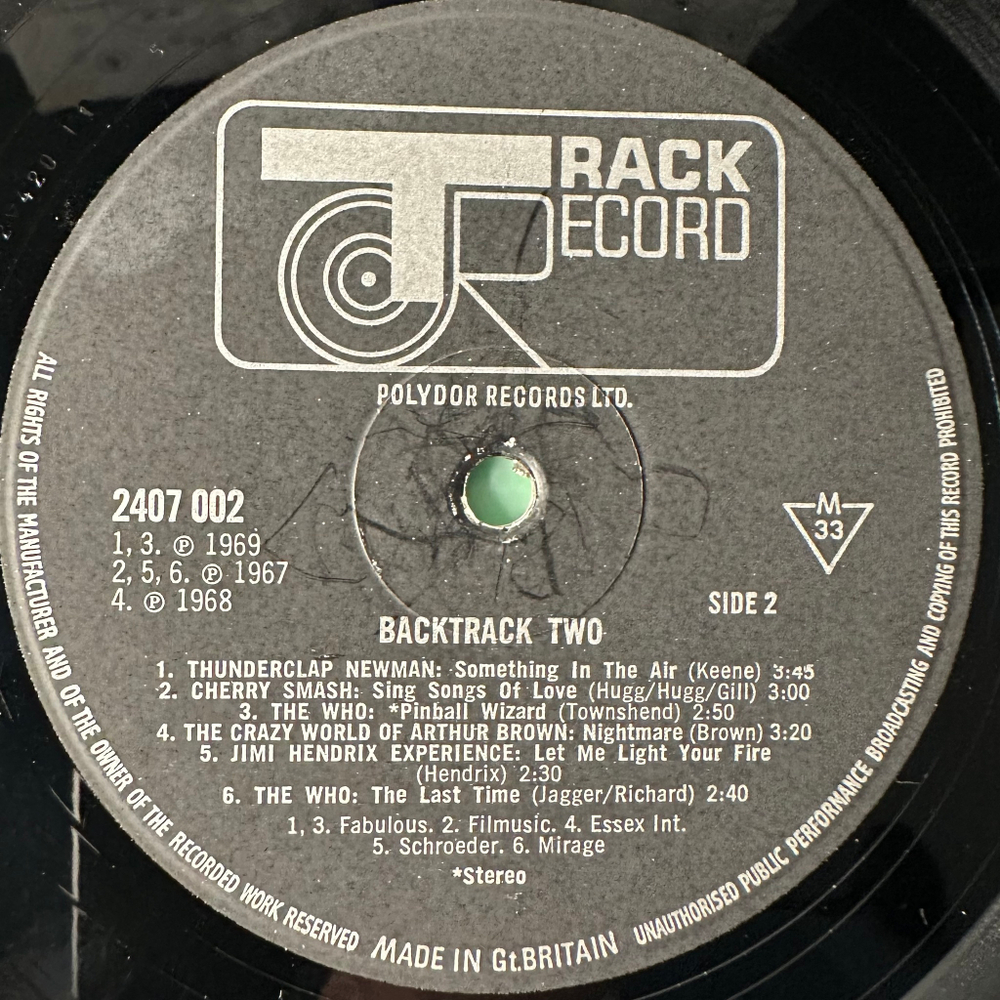 TRACK
RECORD
POLYDOR RECORDS LTD.
2407 002
1, 3. ℗ 1969
2, 5, 6. ℗ 1967
4. ℗ 1968
M
33
SIDE 2
BACKTRACK TWO
1. THUNDERCLAP NEWMAN: Something In The Air (Keene) 3:45
2. CHERRY SMASH: Sing Songs Of Love (Hugg/Hugg/Gill) 3:00
3. THE WHO: *Pinball Wizard (Townshend) 2:50
4. THE CRAZY WORLD OF ARTHUR BROWN: Nightmare (Brown) 3:20
5. JIMI HENDRIX EXPERIENCE: Let Me Light Your Fire
(Hendrix) 2:30
6. THE WHO: The Last Time (Jagger/Richard) 2:40
1, 3. Fabulous. 2. Filmusic. 4. Essex Int.
5. Schroeder. 6. Mirage
*Stereo
ALL RIGHTS OF THE MANUFACTURER AND OF THE OWNER OF THE RECORDED WORK RESERVED
MADE IN Gt.BRITAIN
UNAUTHORISED PUBLIC PERFORMANCE BROADCASTING AND COPYING OF THIS RECORD PROHIBITED
420